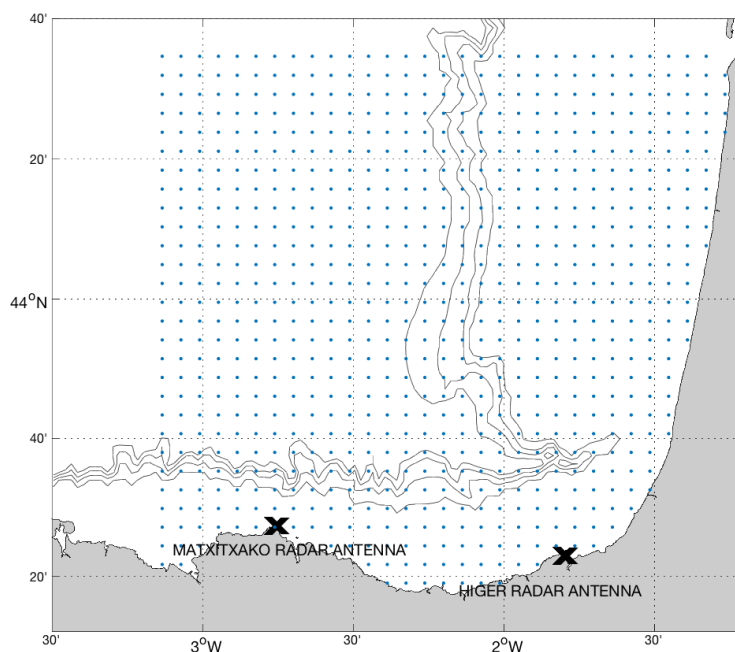 40'
20'
44°N
40'
MATXITXAKO RADAR ANTENNA
20'
HIGER RADAR ANTENNA
30' 3°W 30' 2°W 30'